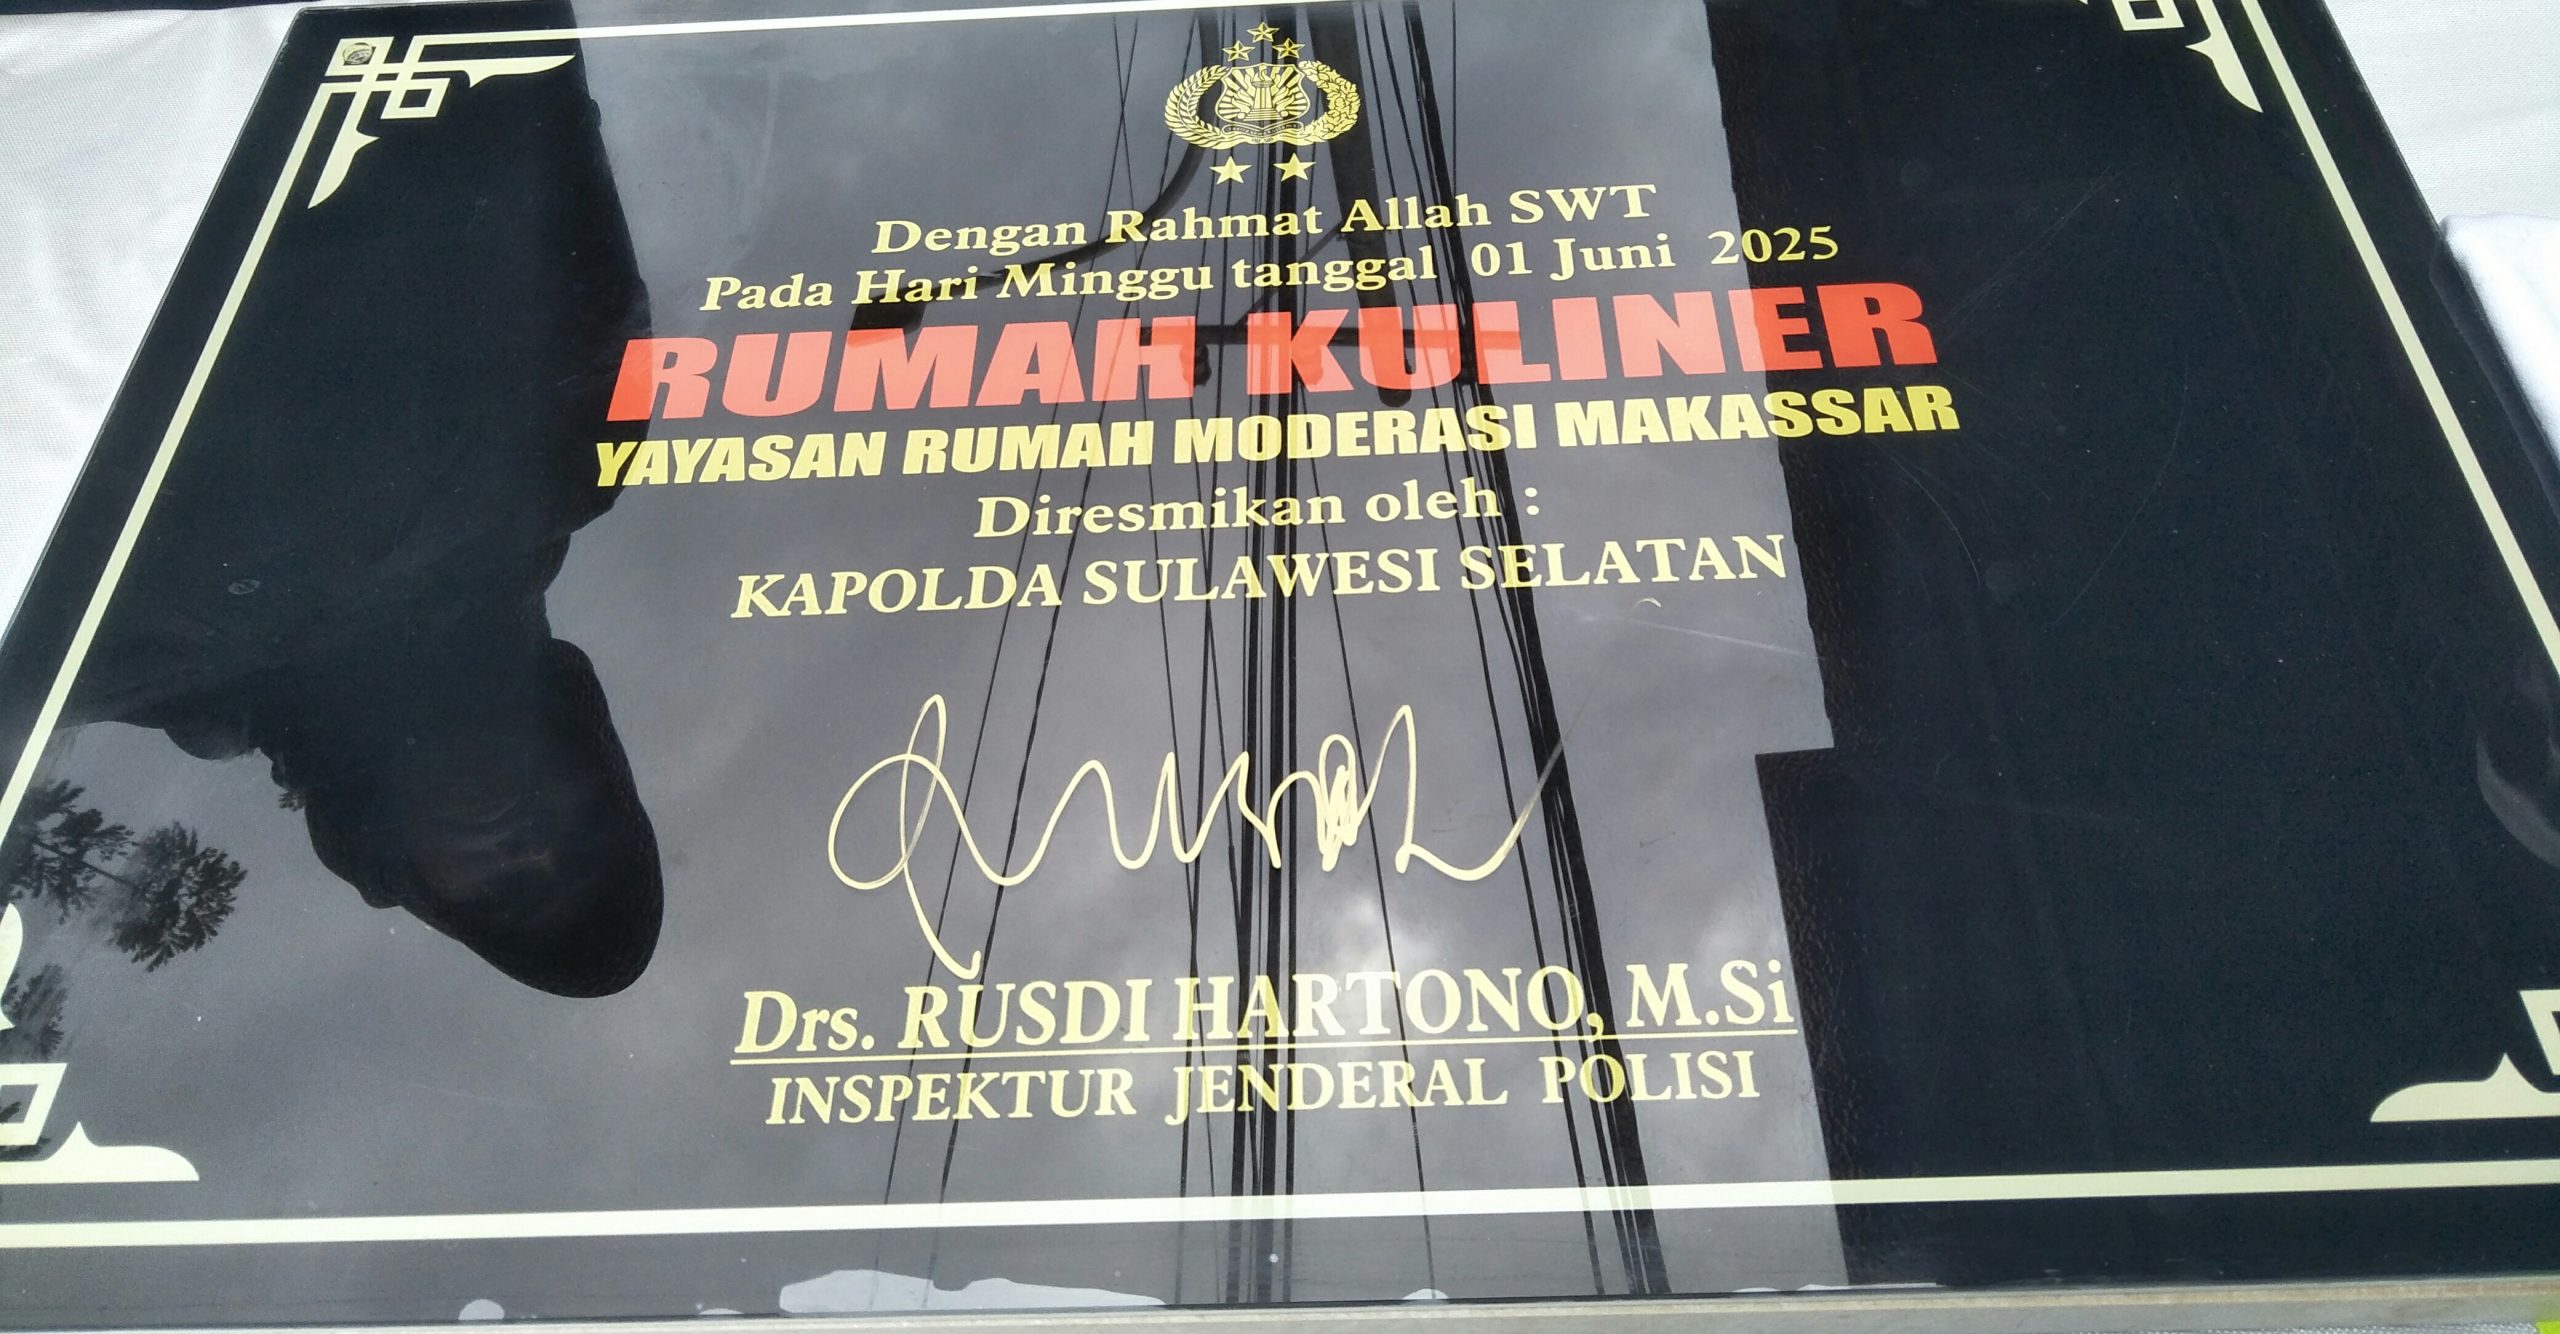 Dengan Rahmat Allah SWT
Pada Hari Minggu tanggal 01 Juni 2025
RUMAH KULINER
YAYASAN RUMAH MODERASI MAKASSAR
Diresmikan oleh :
KAPOLDA SULAWESI SELATAN
Drs. RUSDI HARTONO, M.Si
INSPEKTUR JENDERAL POLISI